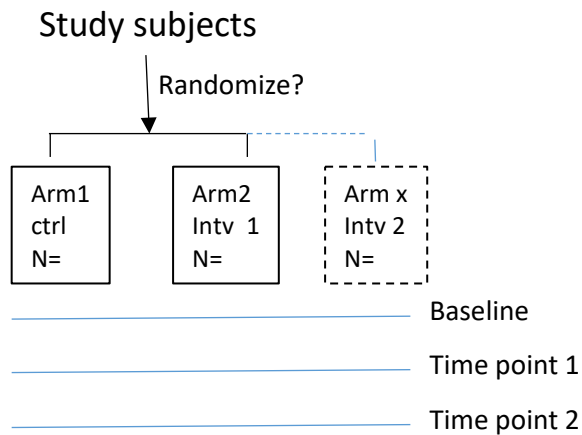 Study subjects
Randomize?
Arm1
ctrl
N=
Arm2
Intv 1
N=
Arm x
Intv 2
N=
Baseline
Time point 1
Time point 2